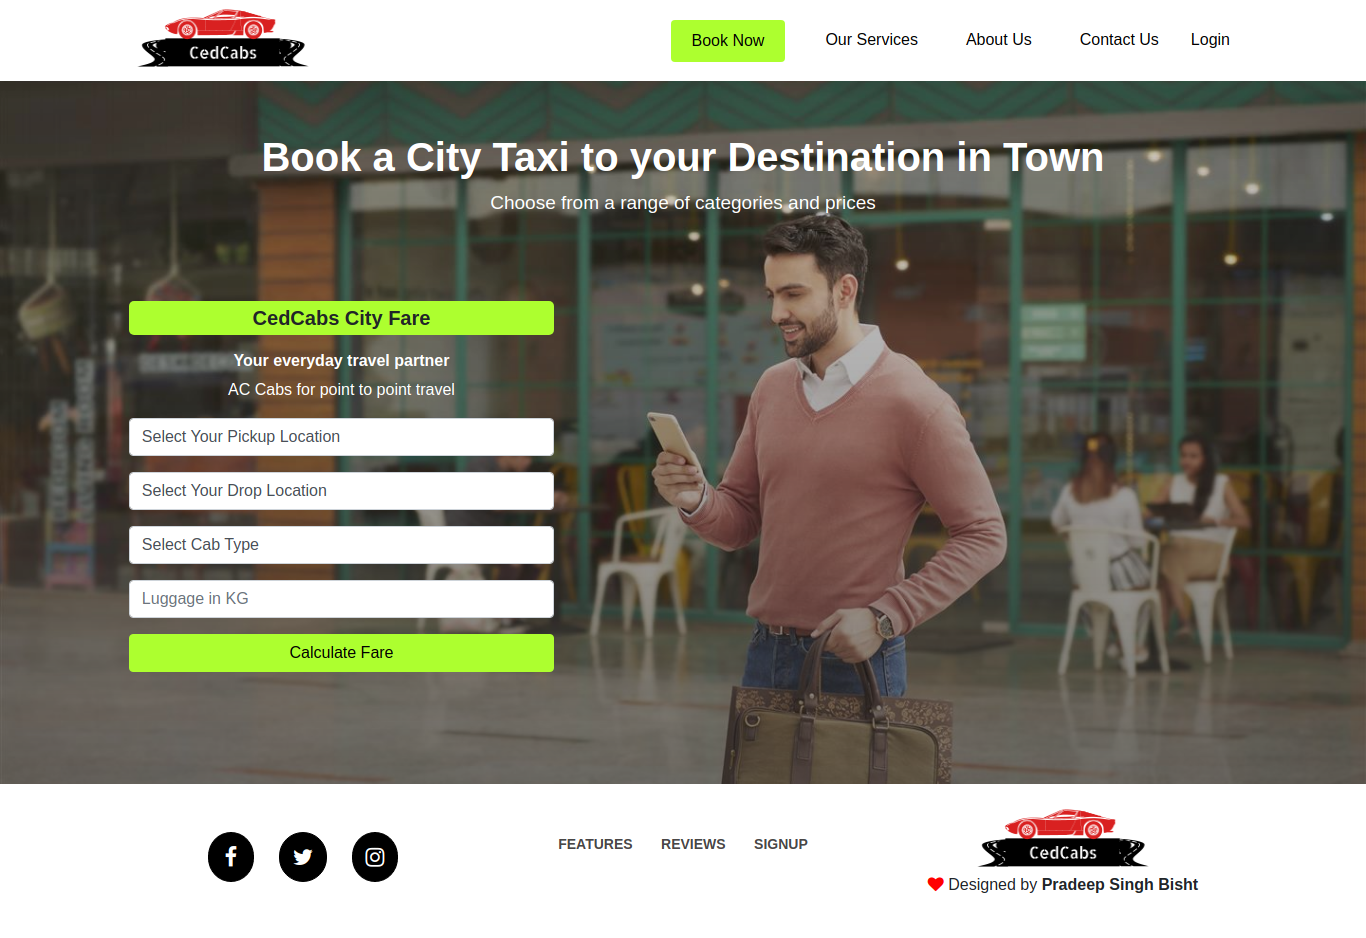 CedCabs
Book Now
Our Services
About Us
Contact Us
Login
Book a City Taxi to your Destination in Town
Choose from a range of categories and prices
CedCabs City Fare
Your everyday travel partner
AC Cabs for point to point travel
Select Your Pickup Location
Select Your Drop Location
Select Cab Type
Luggage in KG
Calculate Fare
FEATURES
REVIEWS
SIGNUP
CedCabs
Designed by Pradeep Singh Bisht